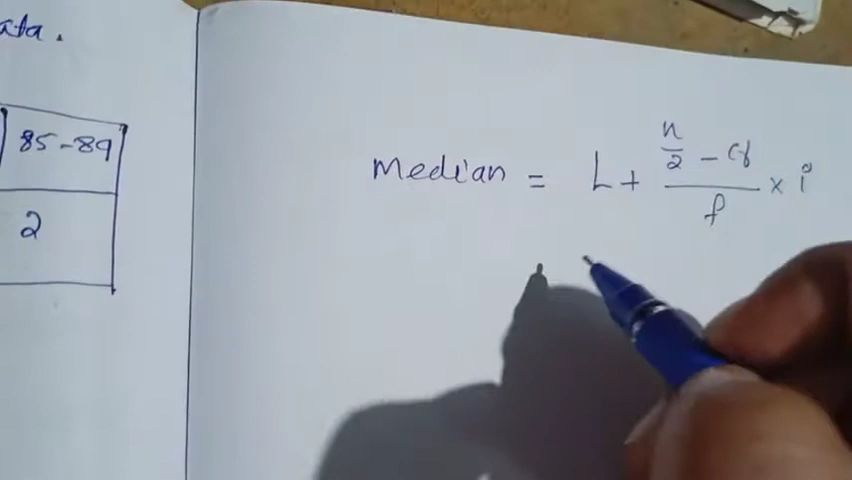 ata.
85-89
2
Median = L + n/2 - cf / f × i